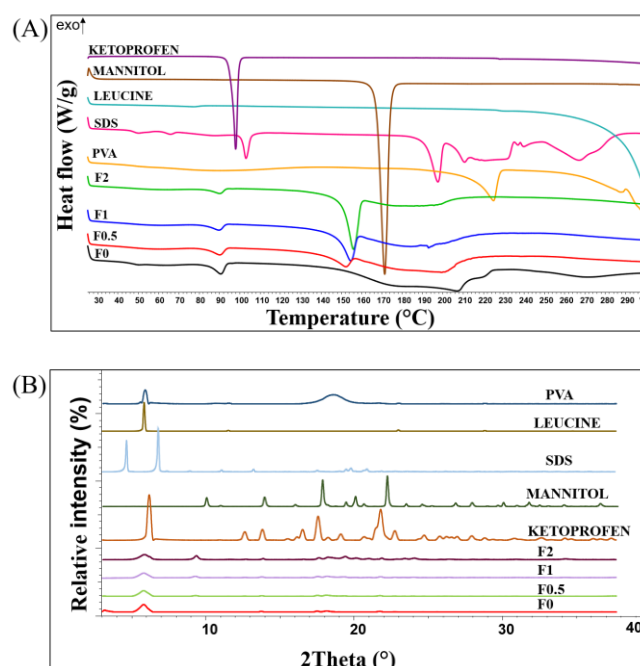 (A)
exo↑
KETOPROFEN
MANNITOL
LEUCINE
SDS
PVA
F2
F1
F0.5
F0
Heat flow (W/g)
30 40 50 60 70 80 90 100 110 120 130 140 150 160 170 180 190 200 210 220 230 240 250 260 270 280 290
Temperature (°C)
(B)
PVA
LEUCINE
SDS
MANNITOL
KETOPROFEN
F2
F1
F0.5
F0
Relative intensity (%)
10 20 30 40
2Theta (°)